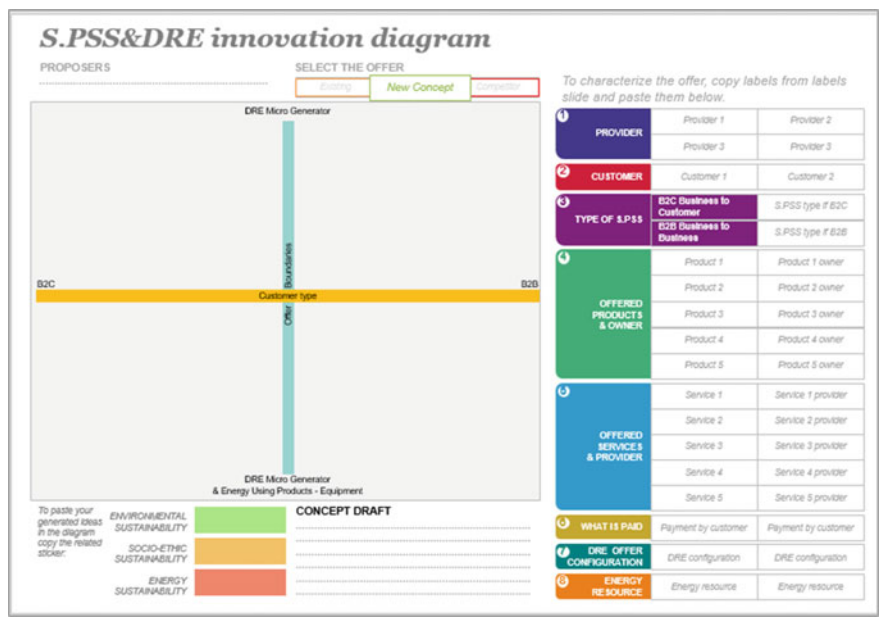 S.PSS&DRE innovation diagram
PROPOSERS
SELECT THE OFFER
Existing
New Concept
Competitor
DRE Micro Generator
Offer Boundaries
B2C
Customer type
B2B
DRE Micro Generator
& Energy Using Products - Equipment
To paste your
generated ideas
in the diagram
copy the related
sticker:
ENVIRONMENTAL
SUSTAINABILITY
SOCIO-ETHIC
SUSTAINABILITY
ENERGY
SUSTAINABILITY
CONCEPT DRAFT
To characterize the offer, copy labels from labels
slide and paste them below.
1
PROVIDER
Provider 1
Provider 2
Provider 3
Provider 3
2
CUSTOMER
Customer 1
Customer 2
3
TYPE OF S.PSS
B2C Business to
Customer
S.PSS type if B2C
B2B Business to
Business
S.PSS type if B2B
4
OFFERED
PRODUCTS
& OWNER
Product 1
Product 1 owner
Product 2
Product 2 owner
Product 3
Product 3 owner
Product 4
Product 4 owner
Product 5
Product 5 owner
5
OFFERED
SERVICES
& PROVIDER
Service 1
Service 1 provider
Service 2
Service 2 provider
Service 3
Service 3 provider
Service 4
Service 4 provider
Service 5
Service 5 provider
6
WHAT IS PAID
Payment by customer
Payment by customer
7
DRE OFFER
CONFIGURATION
DRE configuration
DRE configuration
8
ENERGY
RESOURCE
Energy resource
Energy resource